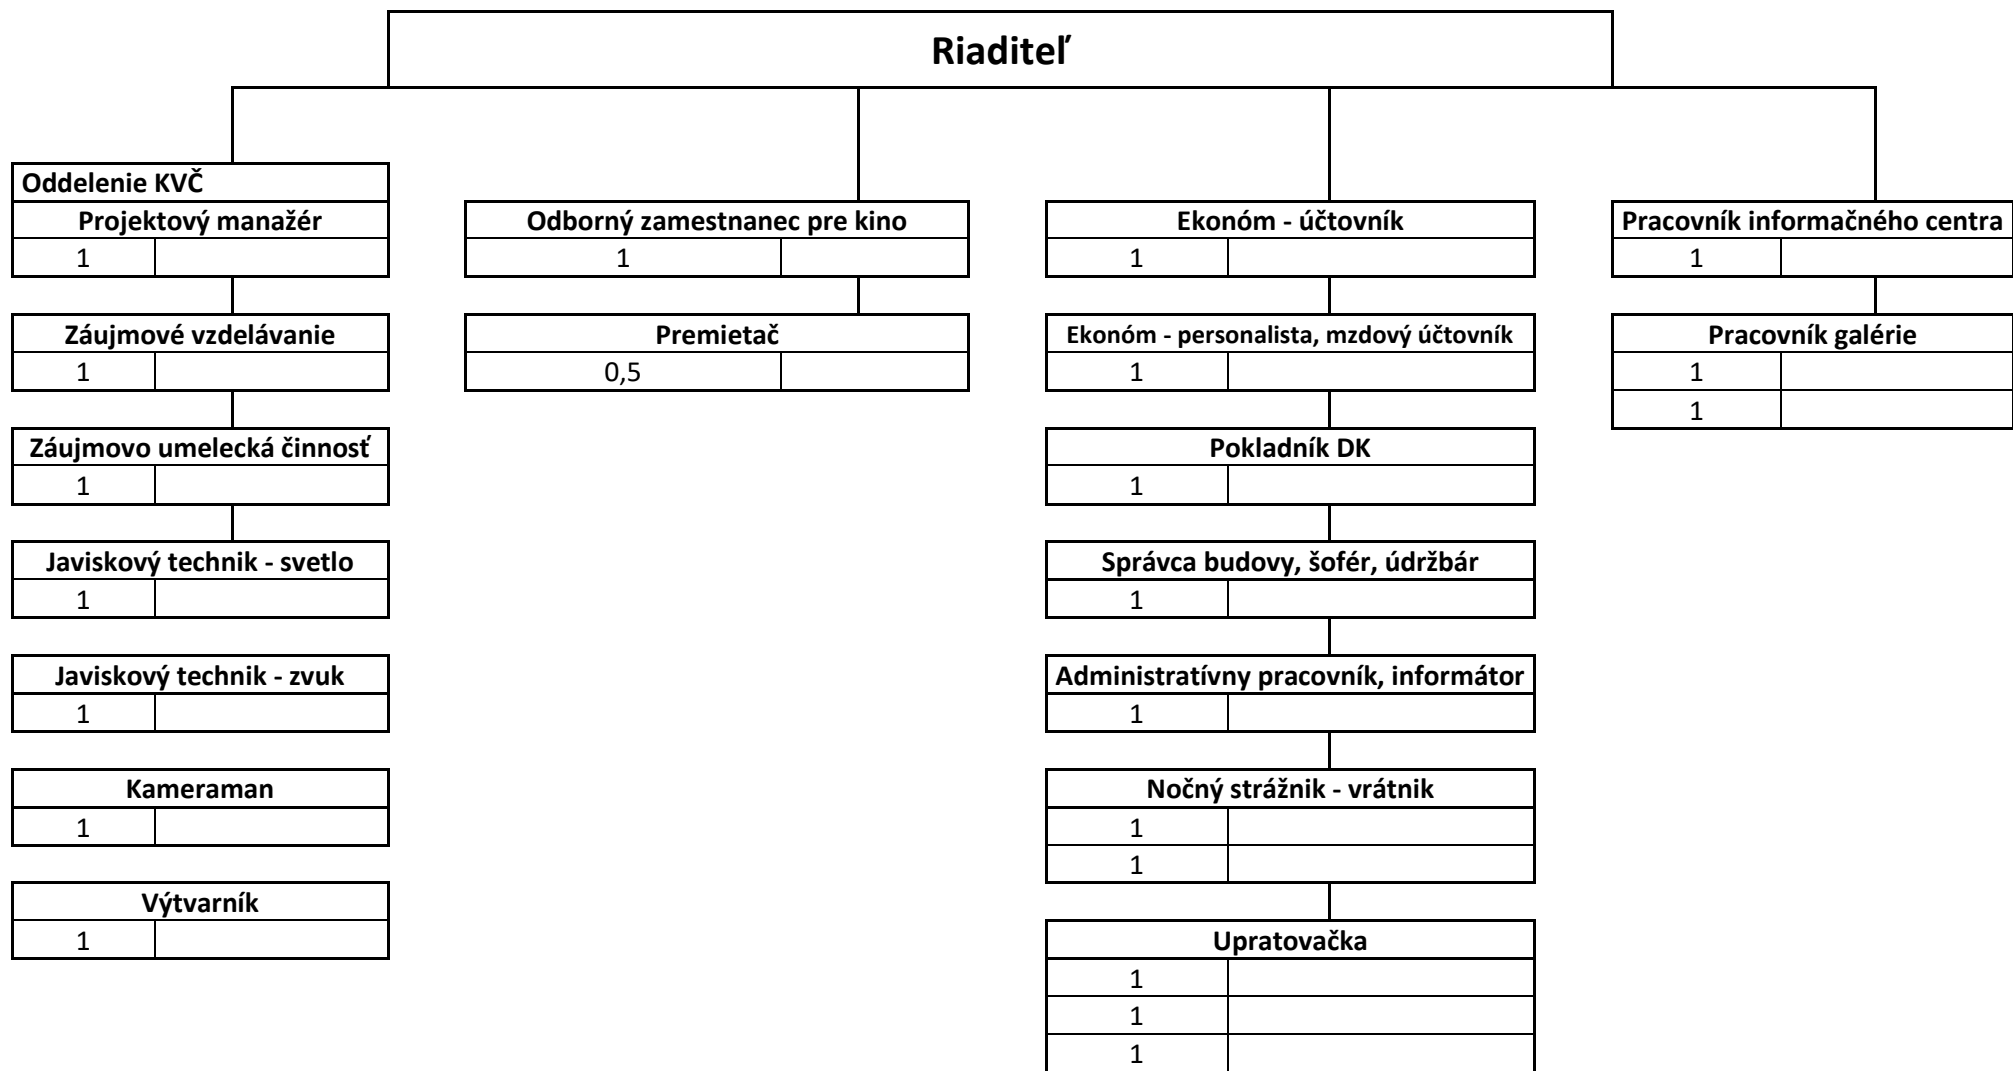 Riaditeľ
Oddelenie KVČ
Projektový manažér
1
Záujmové vzdelávanie
1
Záujmovo umelecká činnosť
1
Javiskový technik - svetlo
1
Javiskový technik - zvuk
1
Kameraman
1
Výtvarník
1
Odborný zamestnanec pre kino
1
Premietač
0,5
Ekonóm - účtovník
1
Ekonóm - personalista, mzdový účtovník
1
Pokladník DK
1
Správca budovy, šofér, údržbár
1
Administratívny pracovník, informátor
1
Nočný strážnik - vrátnik
1
1
Upratovačka
1
1
1
Pracovník informačného centra
1
Pracovník galérie
1
1